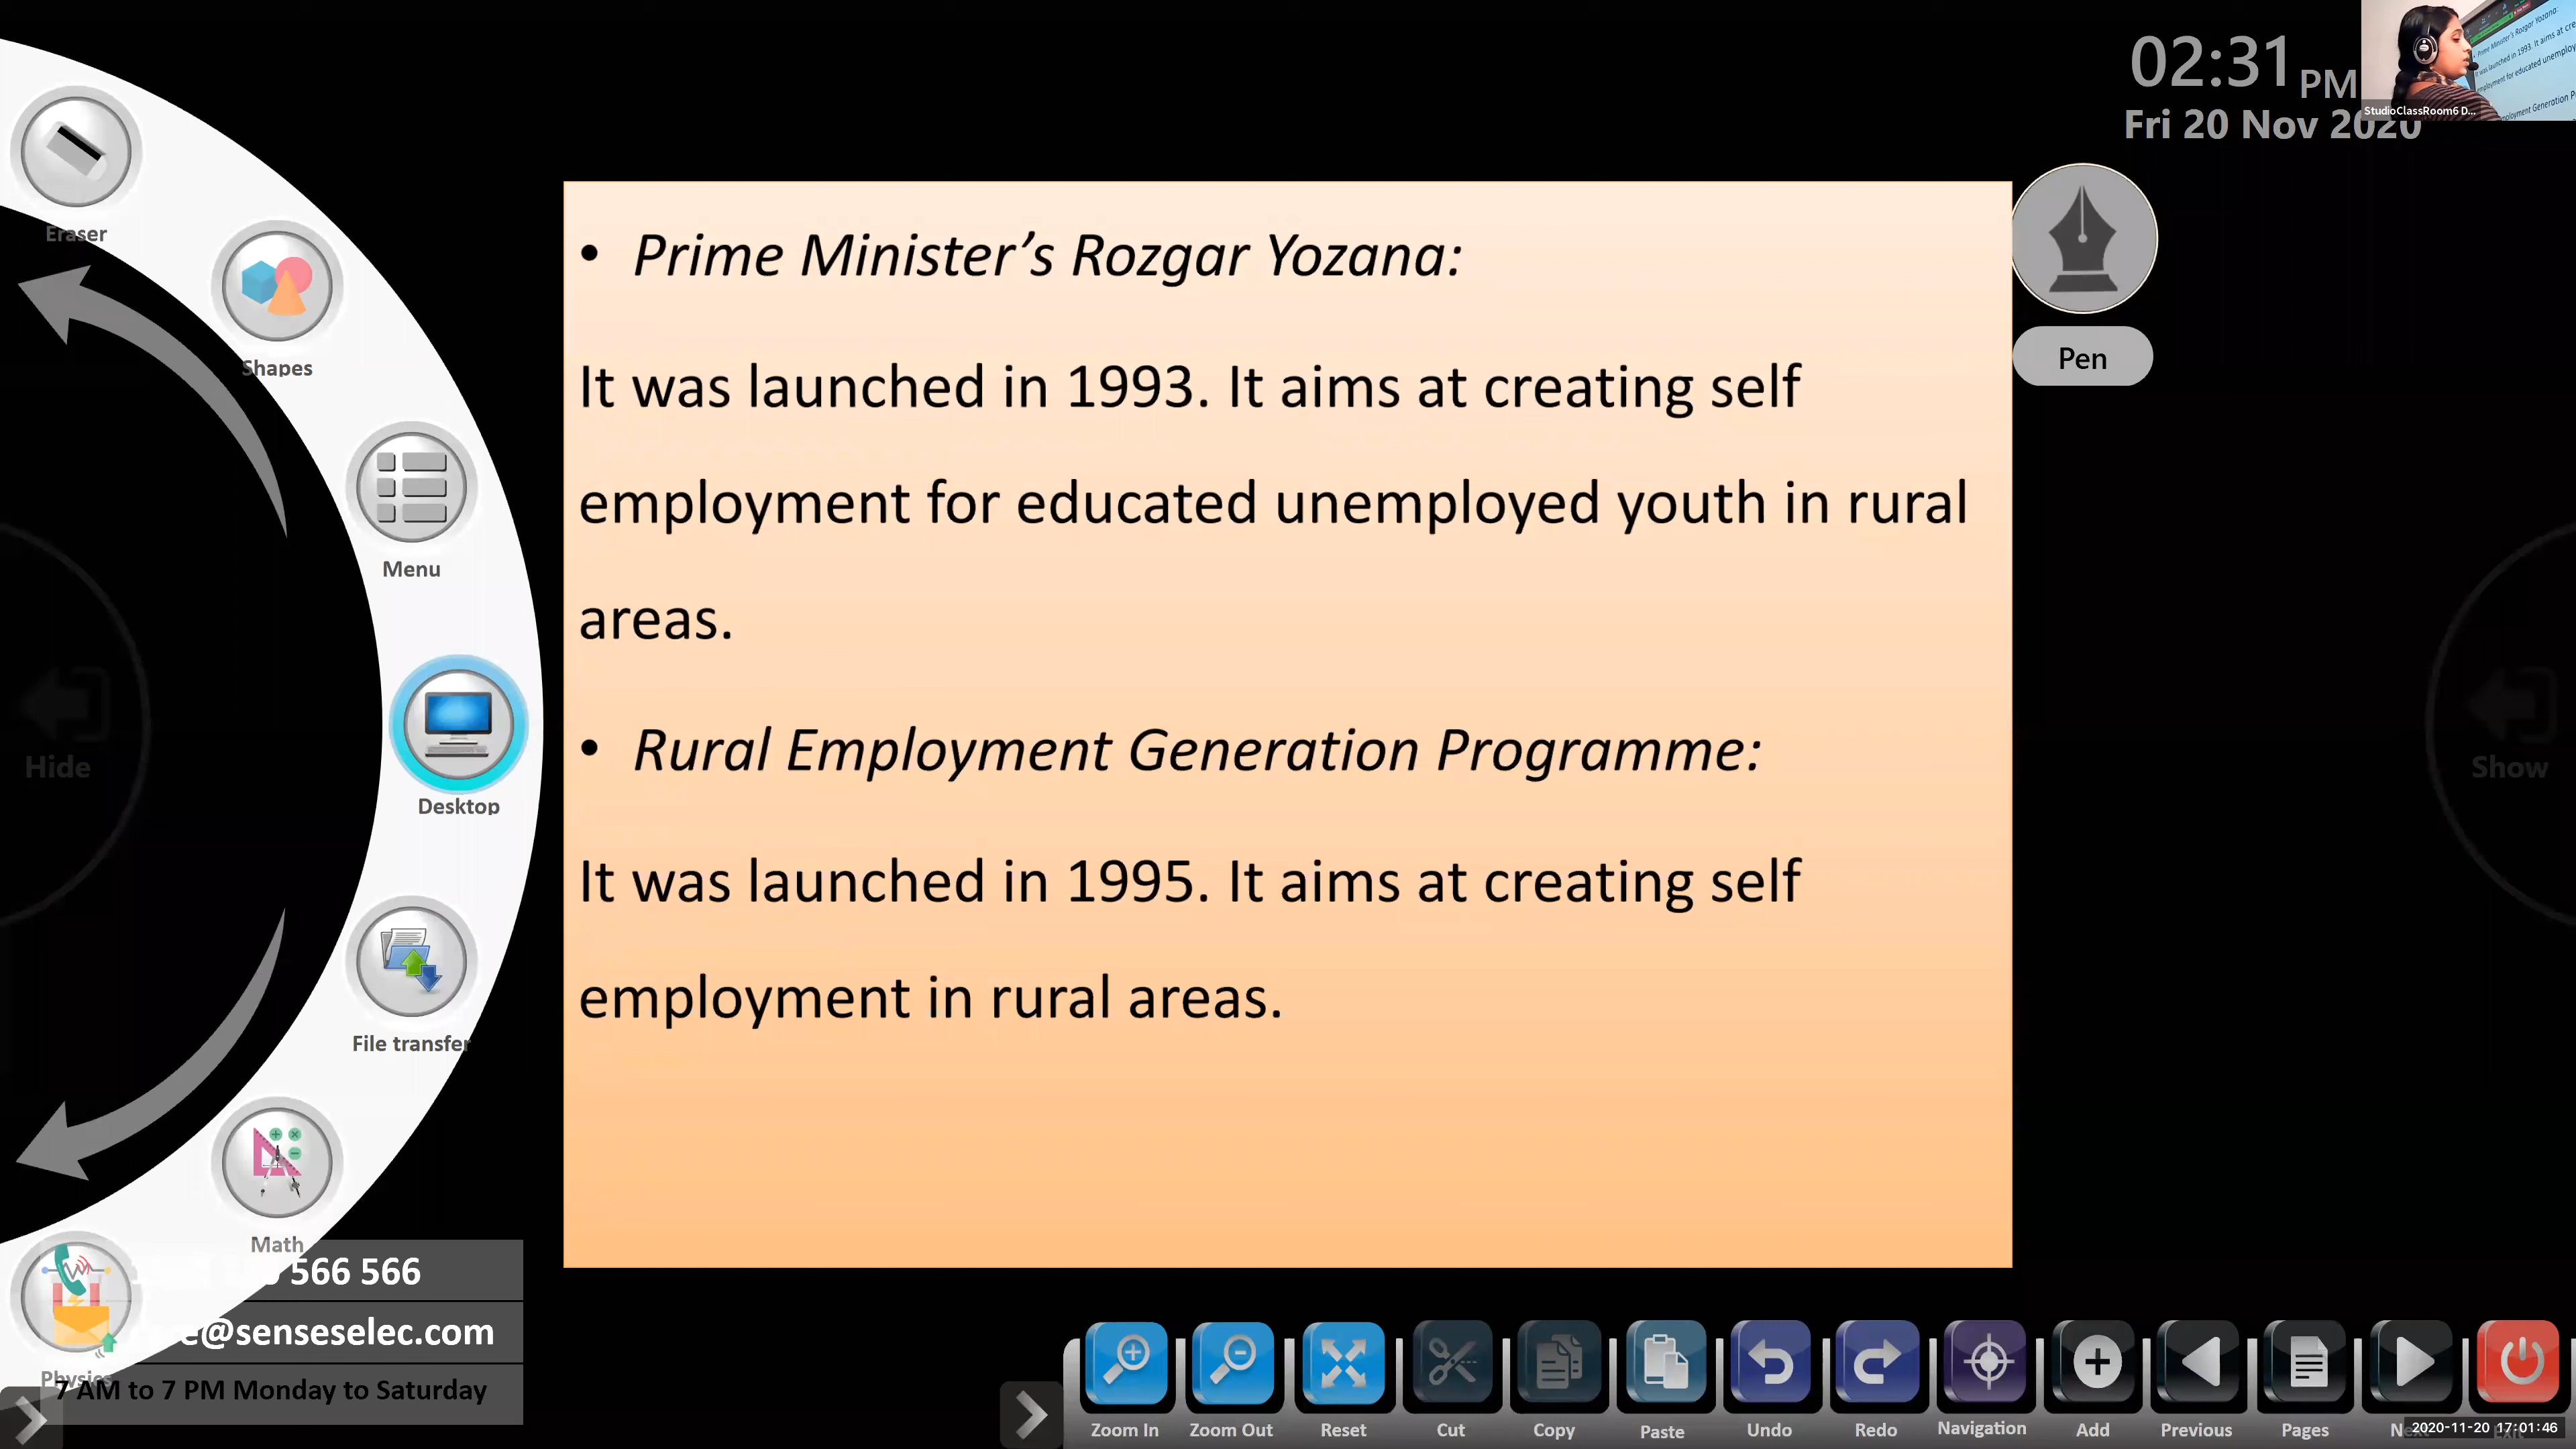 02:31 PM
Fri 20 Nov 2020
StudioClassRoom6 D...
Eraser
Shapes
Menu
Desktop
File transfer
Math
Physics
Hide
Show
Pen
• Prime Minister’s Rozgar Yozana:
It was launched in 1993. It aims at creating self
employment for educated unemployed youth in rural
areas.
• Rural Employment Generation Programme:
It was launched in 1995. It aims at creating self
employment in rural areas.
566 566
e@senseselec.com
7 AM to 7 PM Monday to Saturday
Zoom In
Zoom Out
Reset
Cut
Copy
Paste
Undo
Redo
Navigation
Add
Previous
Pages
2020-11-20 17:01:46